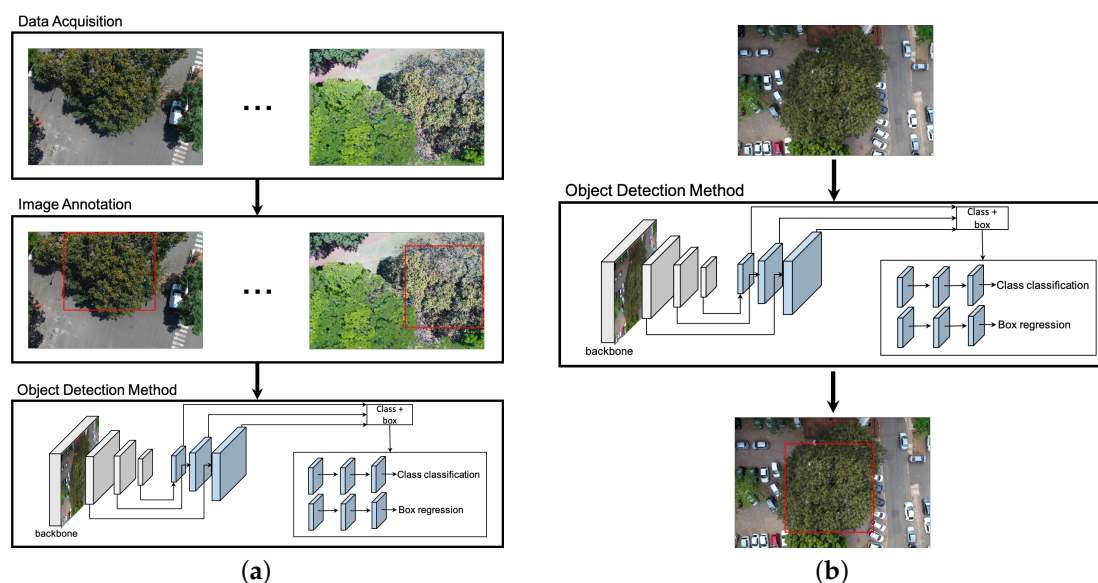 Data Acquisition
...
Image Annotation
...
Object Detection Method
Class +
box
Class classification
Box regression
backbone
(a)
Object Detection Method
Class +
box
Class classification
Box regression
backbone
(b)